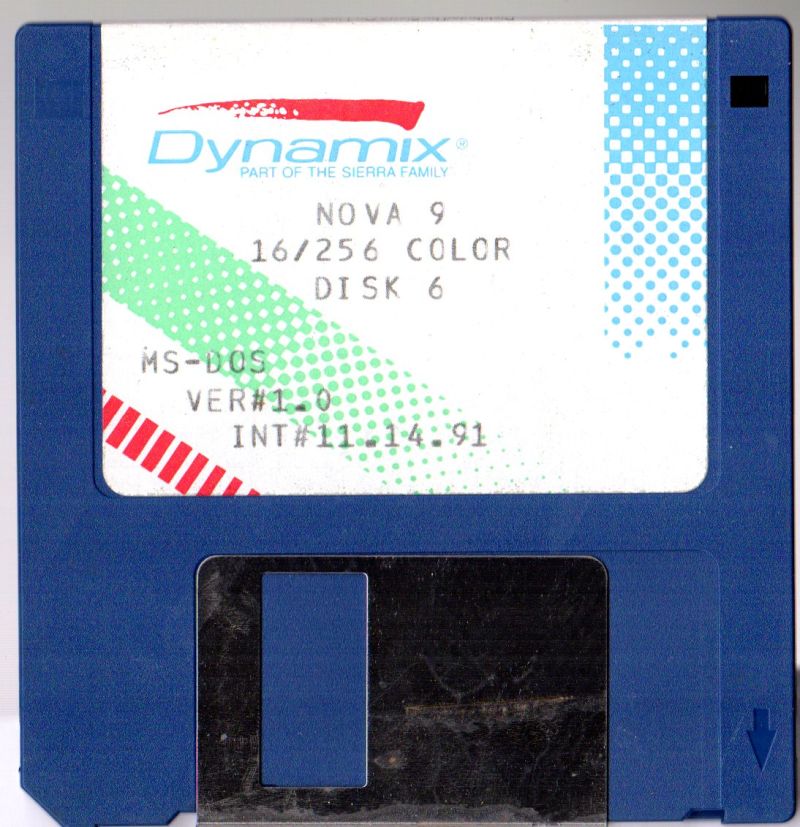 Dynamix®
PART OF THE SIERRA FAMILY
NOVA 9
16/256 COLOR
DISK 6
MS-DOS
VER#1.0
INT#11.14.91